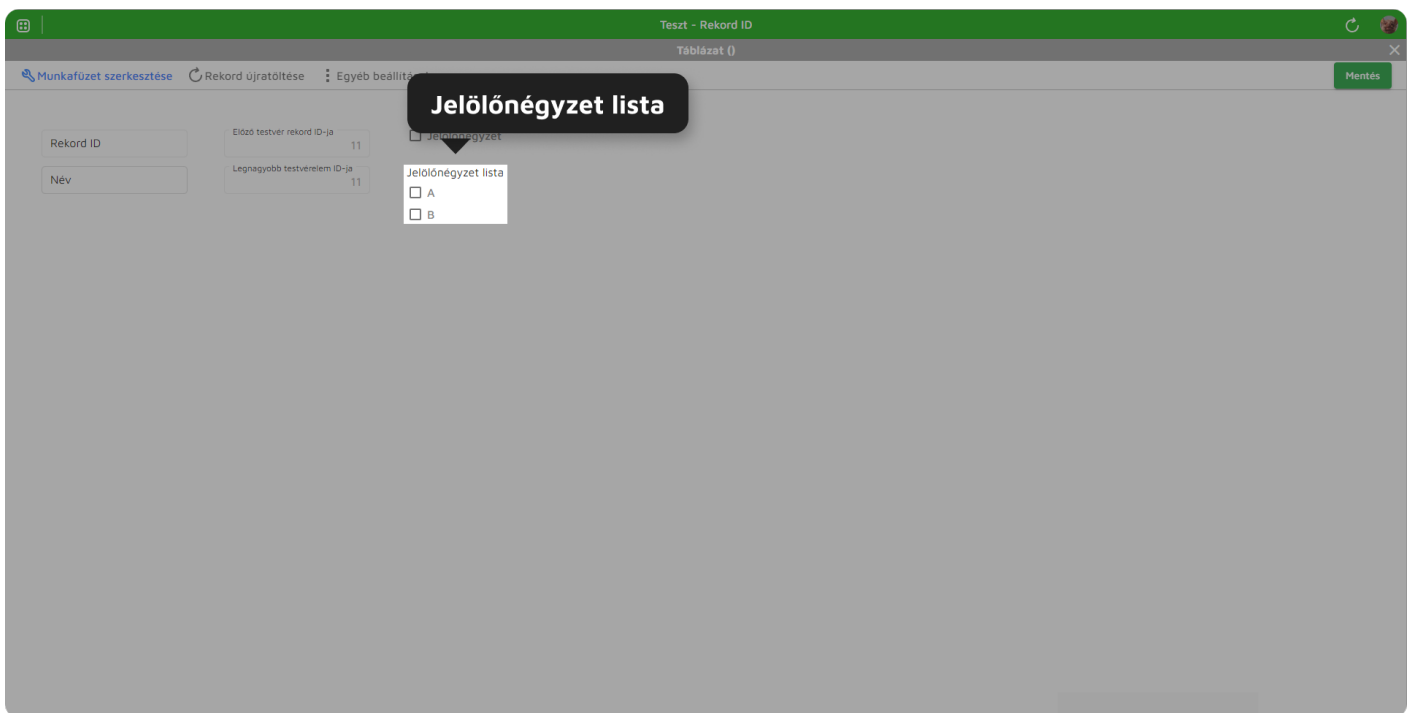 Teszt - Rekord ID
Táblázat ()
Munkafüzet szerkesztése Rekord újratöltése Egyéb
Mentés
Jelölőnégyzet lista
Rekord ID
Előző testvér rekord ID-ja
11
Jelölőnégyzet
Név
Legnagyobb testvérelem ID-ja
11
Jelölőnégyzet lista
A
B